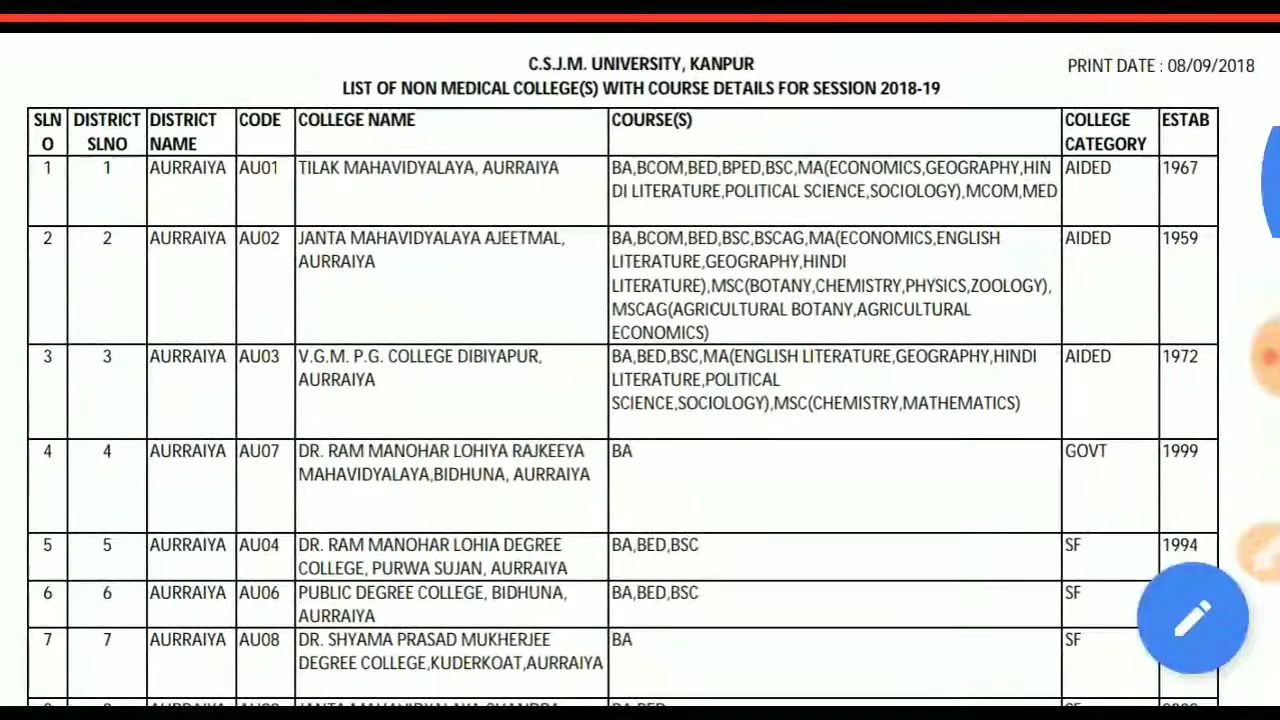 C.S.J.M. UNIVERSITY, KANPUR
PRINT DATE : 08/09/2018
LIST OF NON MEDICAL COLLEGE(S) WITH COURSE DETAILS FOR SESSION 2018-19
SLN DISTRICT DISTRICT CODE COLLEGE NAME COURSE(S) COLLEGE ESTAB
O SLNO NAME CATEGORY
1 1 AURRAIYA AU01 TILAK MAHAVIDYALAYA, AURRAIYA BA,BCOM,BED,BPED,BSC,MA(ECONOMICS,GEOGRAPHY,HIN AIDED 1967
DI LITERATURE,POLITICAL SCIENCE,SOCIOLOGY),MCOM,MED
2 2 AURRAIYA AU02 JANTA MAHAVIDYALAYA AJEETMAL, BA,BCOM,BED,BSC,BSCAG,MA(ECONOMICS,ENGLISH AIDED 1959
AURRAIYA LITERATURE,GEOGRAPHY,HINDI
LITERATURE),MSC(BOTANY,CHEMISTRY,PHYSICS,ZOOLOGY),
MSCAG(AGRICULTURAL BOTANY,AGRICULTURAL
ECONOMICS)
3 3 AURRAIYA AU03 V.G.M. P.G. COLLEGE DIBIYAPUR, BA,BED,BSC,MA(ENGLISH LITERATURE,GEOGRAPHY,HINDI AIDED 1972
AURRAIYA LITERATURE,POLITICAL
SCIENCE,SOCIOLOGY),MSC(CHEMISTRY,MATHEMATICS)
4 4 AURRAIYA AU07 DR. RAM MANOHAR LOHIYA RAJKEEYA BA GOVT 1999
MAHAVIDYALAYA,BIDHUNA, AURRAIYA
5 5 AURRAIYA AU04 DR. RAM MANOHAR LOHIA DEGREE BA,BED,BSC SF 1994
COLLEGE, PURWA SUJAN, AURRAIYA
6 6 AURRAIYA AU06 PUBLIC DEGREE COLLEGE, BIDHUNA, BA,BED,BSC SF
AURRAIYA
7 7 AURRAIYA AU08 DR. SHYAMA PRASAD MUKHERJEE BA SF
DEGREE COLLEGE,KUDERKOAT,AURRAIYA